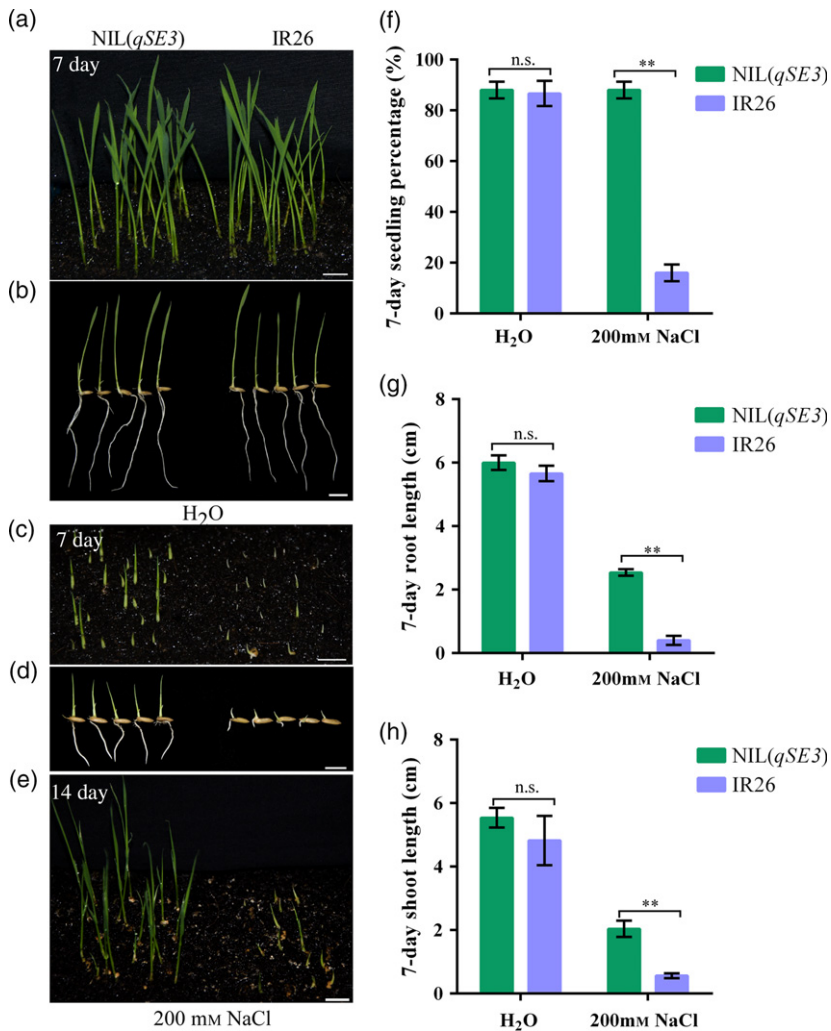 (a)
NIL(qSE3) IR26
7 day
(b)
H₂O
(c)
7 day
(d)
(e)
14 day
200 mM NaCl
(f)
7-day seedling percentage (%)
100
80
60
40
20
0
n.s.
**
NIL(qSE3)
IR26
H₂O 200mM NaCl
(g)
7-day root length (cm)
8
6
4
2
0
n.s.
**
NIL(qSE3)
IR26
H₂O 200mM NaCl
(h)
7-day shoot length (cm)
8
6
4
2
0
n.s.
**
NIL(qSE3)
IR26
H₂O 200mM NaCl